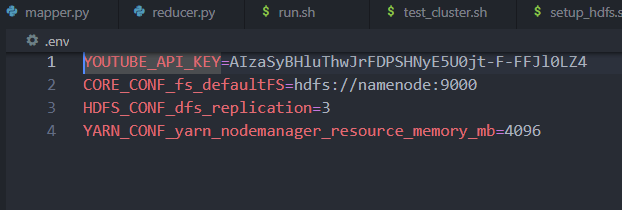 mapper.py reducer.py run.sh test_cluster.sh setup_hdfs.s
.env
1 YOUTUBE_API_KEY=AIzaSyBHluThwJrFDPSHNyE5U0jt-F-FFJl0LZ4
2 CORE_CONF_fs_defaultFS=hdfs://namenode:9000
3 HDFS_CONF_dfs_replication=3
4 YARN_CONF_yarn_nodemanager_resource_memory_mb=4096